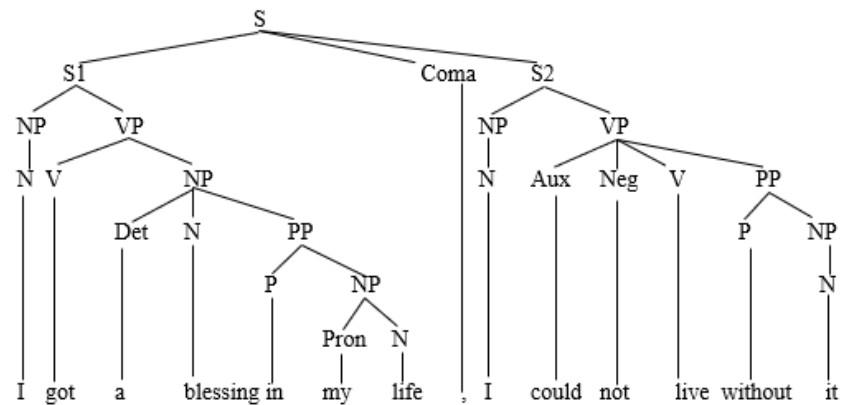 S
S1 Coma S2
NP VP NP VP
N V NP N Aux Neg V PP
Det N PP P NP
P NP N
Pron N
I got a blessing in my life , I could not live without it